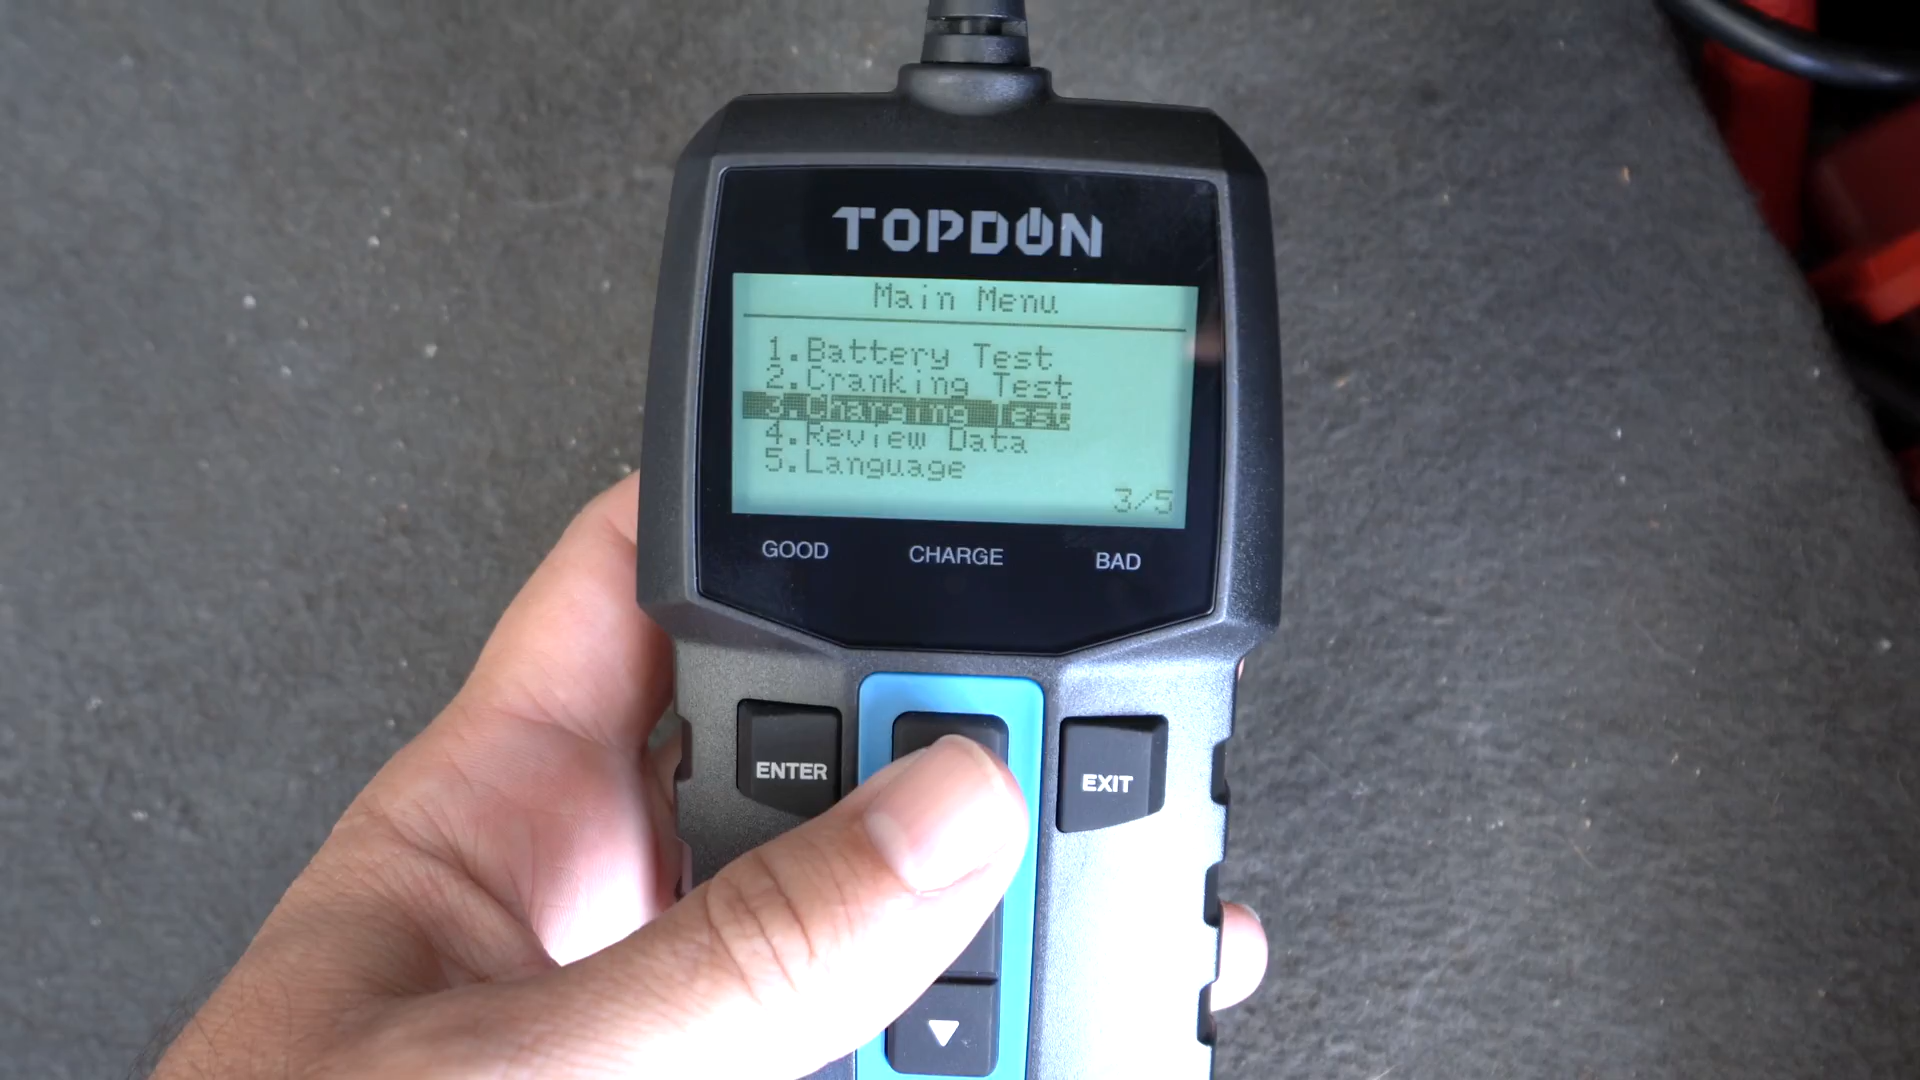 TOPDON
Main Menu
1.Battery Test
2.Cranking Test
3.Charging Test
4.Review Data
5.Language
3/5
GOOD CHARGE BAD
ENTER
EXIT